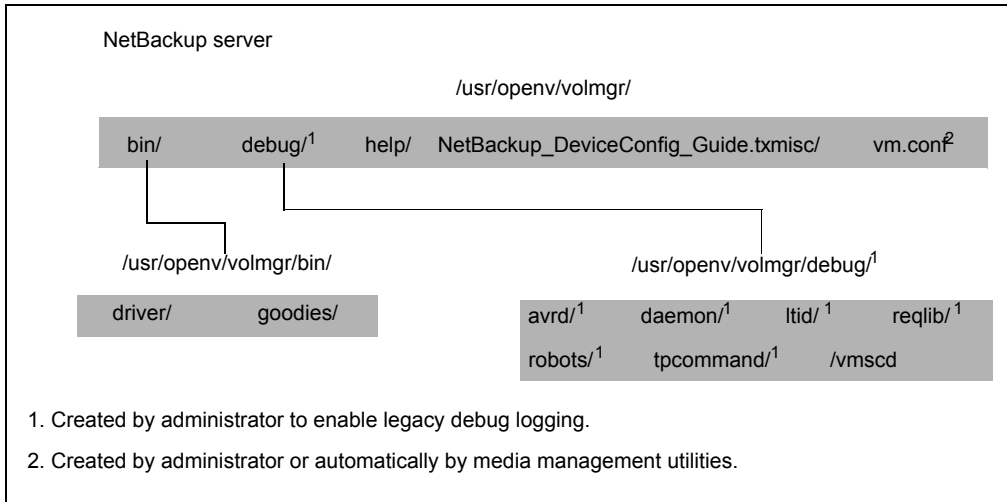 NetBackup server
/usr/openv/volmgr/
bin/ debug/1 help/ NetBackup_DeviceConfig_Guide.txmisc/ vm.conf2
/usr/openv/volmgr/bin/ /usr/openv/volmgr/debug/1
driver/ goodies/ avrd/1 daemon/1 ltid/ 1 reqlib/ 1
robots/1 tpcommand/1 /vmscd
1. Created by administrator to enable legacy debug logging.
2. Created by administrator or automatically by media management utilities.